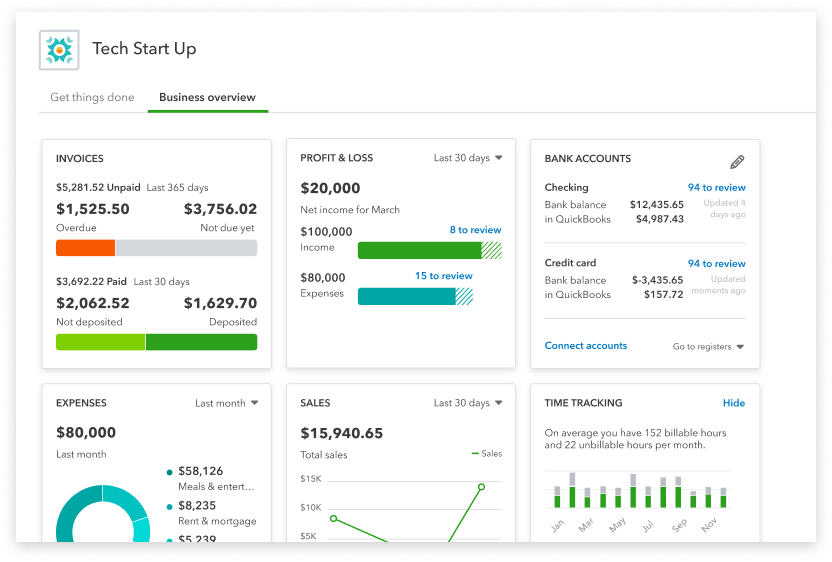 Tech Start Up
Get things done
Business overview
INVOICES
$5,281.52 Unpaid Last 365 days
$1,525.50 $3,756.02
Overdue Not due yet
$3,692.22 Paid Last 30 days
$2,062.52 $1,629.70
Not deposited Deposited
PROFIT & LOSS Last 30 days
$20,000
Net income for March
$100,000 8 to review
Income
$80,000 15 to review
Expenses
BANK ACCOUNTS
Checking 94 to review
Bank balance $12,435.65 Updated 4
in QuickBooks $4,987.43 days ago
Credit card 94 to review
Bank balance $-3,435.65 Updated
in QuickBooks $157.72 moments ago
Connect accounts Go to registers
EXPENSES Last month
$80,000
Last month
$58,126
Meals & entert...
$8,235
Rent & mortgage
$5,239
SALES Last 30 days
$15,940.65
Total sales Sales
$15K
$10K
$5K
TIME TRACKING Hide
On average you have 152 billable hours
and 22 unbillable hours per month.
Jan Mar May Jul Sep Nov